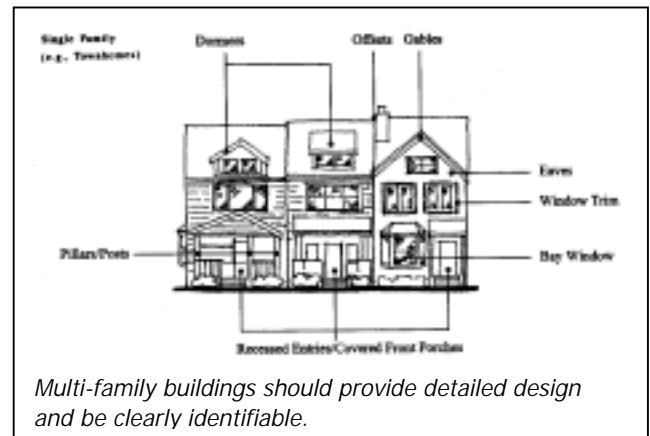 Single Family
(e.g., Townhomes)
Dormers
Offsets Gables
Eaves
Window Trim
Pillars/Posts
Bay Window
Recessed Entries/Covered Front Porches
Multi-family buildings should provide detailed design
and be clearly identifiable.